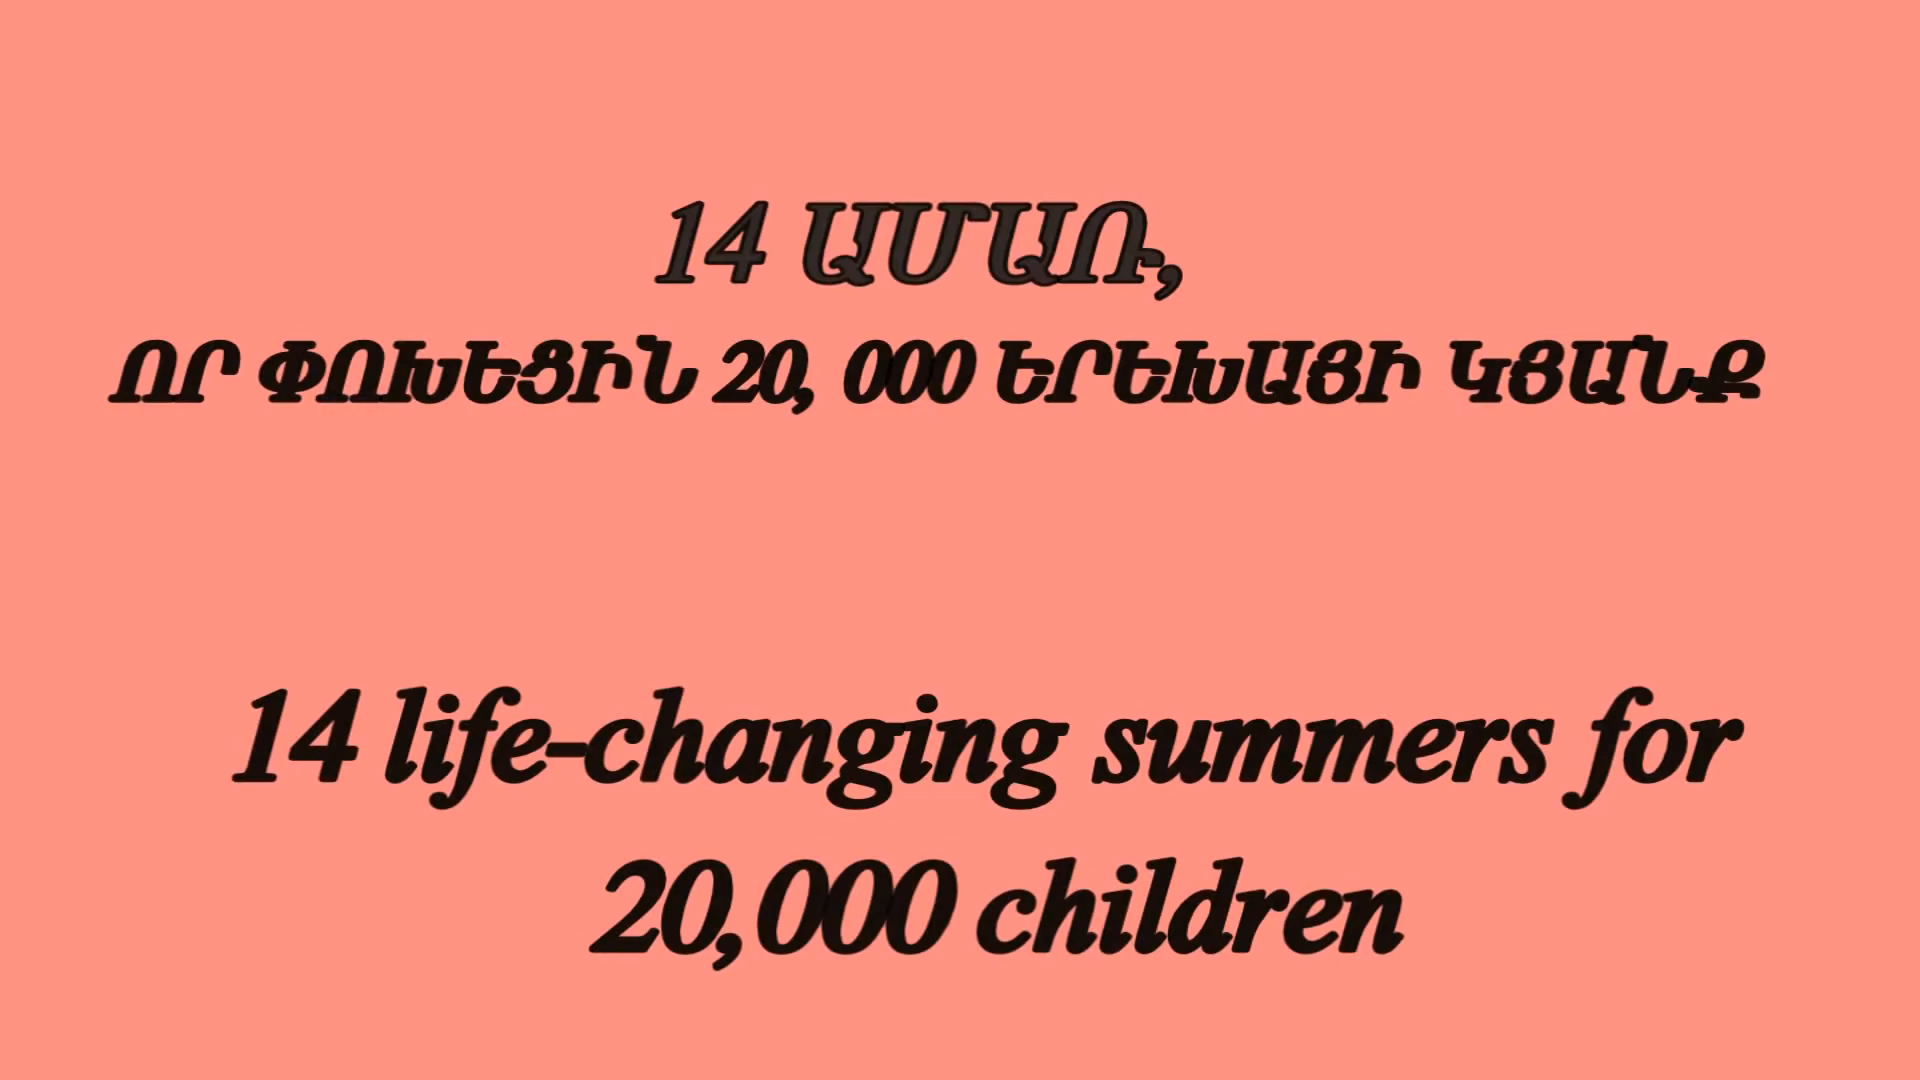 14 ԱՄԱՌ,
ՈՐ ՓՈԽԵՑԻՆ 20, 000 ԵՐԵԽԱՅԻ ԿՅԱՆՔ
14 life-changing summers for
20,000 children